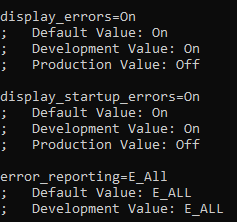 display_errors=On
;   Default Value: On
;   Development Value: On
;   Production Value: Off
display_startup_errors=On
;   Default Value: On
;   Development Value: On
;   Production Value: Off
error_reporting=E_All
;   Default Value: E_ALL
;   Development Value: E_ALL